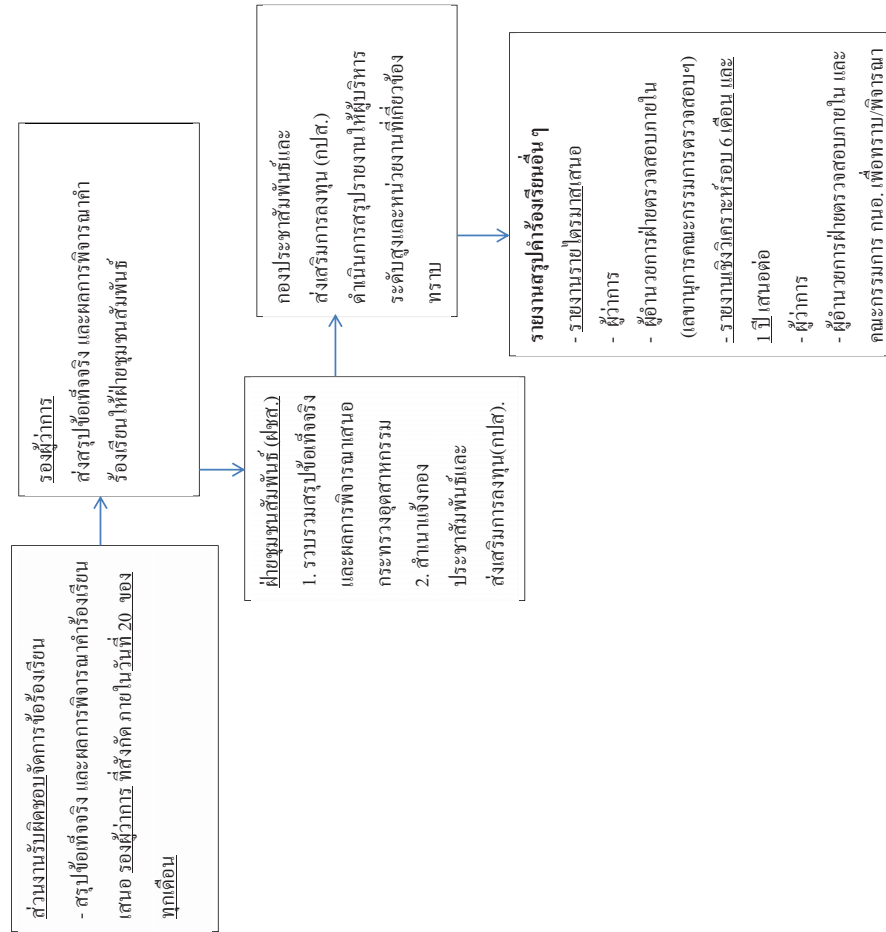 ส่วนงานรับผิดชอบจัดการข้อร้องเรียน
- สรุปข้อเท็จจริง และผลการพิจารณาคำร้องเรียน
เสนอ รองผู้ว่าการ ที่สังกัด ภายในวันที่ 20 ของ
ทุกเดือน
รองผู้ว่าการ
ส่งสรุปข้อเท็จจริง และผลการพิจารณาคำ
ร้องเรียนให้ฝ่ายชุมชนสัมพันธ์
ฝ่ายชุมชนสัมพันธ์ (ฝชส.)
1. รวบรวมสรุปข้อเท็จจริง
และผลการพิจารณาเสนอ
กระทรวงอุตสาหกรรม
2. สำเนาแจ้งกอง
ประชาสัมพันธ์และ
ส่งเสริมการลงทุน(กปส).
กองประชาสัมพันธ์และ
ส่งเสริมการลงทุน (กปส.)
ดำเนินการสรุปรายงานให้ผู้บริหาร
ระดับสูงและหน่วยงานที่เกี่ยวข้อง
ทราบ
รายงานสรุปคำร้องเรียนอื่น ๆ
- รายงานรายไตรมาสเสนอ
- ผู้ว่าการ
- ผู้อำนวยการฝ่ายตรวจสอบภายใน
(เลขานุการคณะกรรมการตรวจสอบฯ)
- รายงานเชิงวิเคราะห์รอบ 6 เดือน และ
1 ปี เสนอต่อ
- ผู้ว่าการ
- ผู้อำนวยการฝ่ายตรวจสอบภายใน และ
คณะกรรมการ กนอ. เพื่อทราบ/พิจารณา